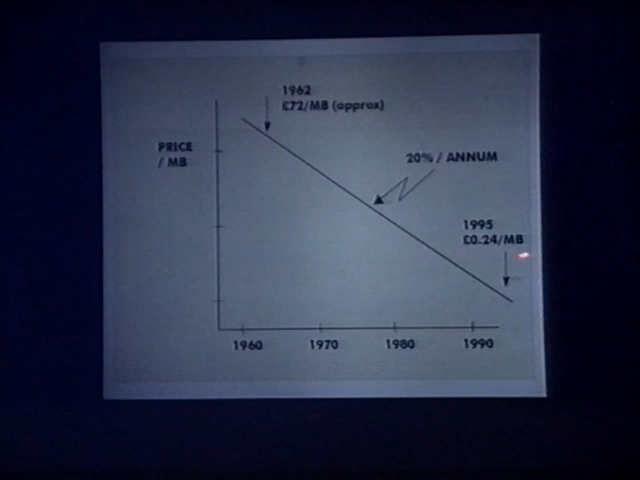 1962
£72/MB (approx)
PRICE
/ MB
20% / ANNUM
1995
£0.24/MB
1960
1970
1980
1990